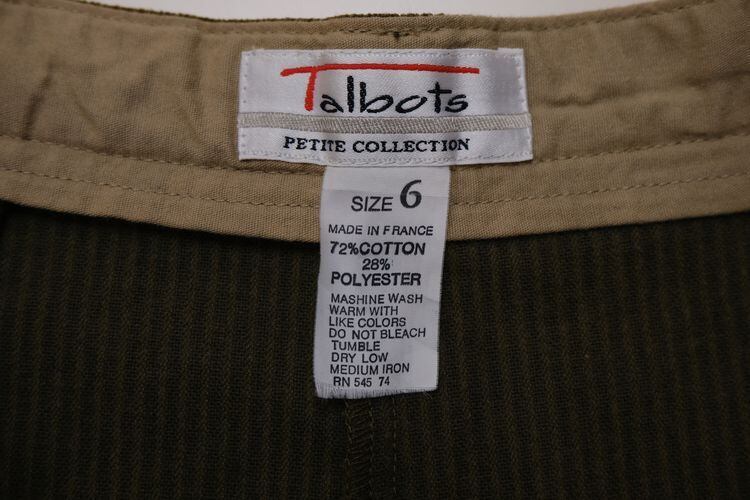 Talbots
PETITE COLLECTION
SIZE 6
MADE IN FRANCE
72%COTTON
28%
POLYESTER
MASHINE WASH
WARM WITH
LIKE COLORS
DO NOT BLEACH
TUMBLE
DRY LOW
MEDIUM IRON
RN 545 74